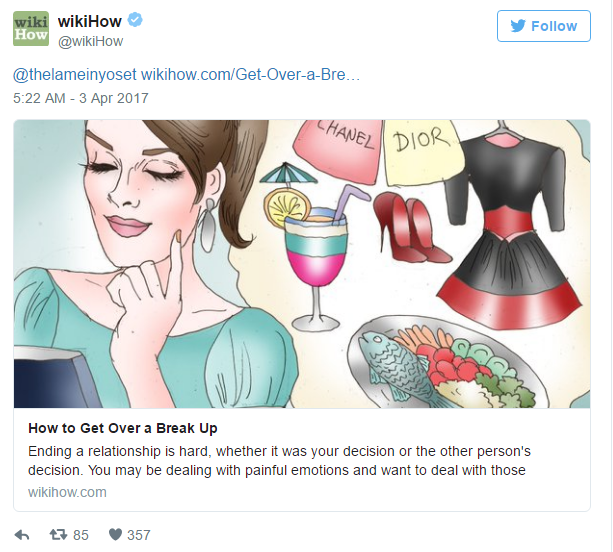 wiki
How
wikiHow
@wikiHow
Follow
@thelameinyoset wikihow.com/Get-Over-a-Bre…
5:22 AM - 3 Apr 2017
CHANEL
DIOR
How to Get Over a Break Up
Ending a relationship is hard, whether it was your decision or the other person's
decision. You may be dealing with painful emotions and want to deal with those
wikihow.com
85
357